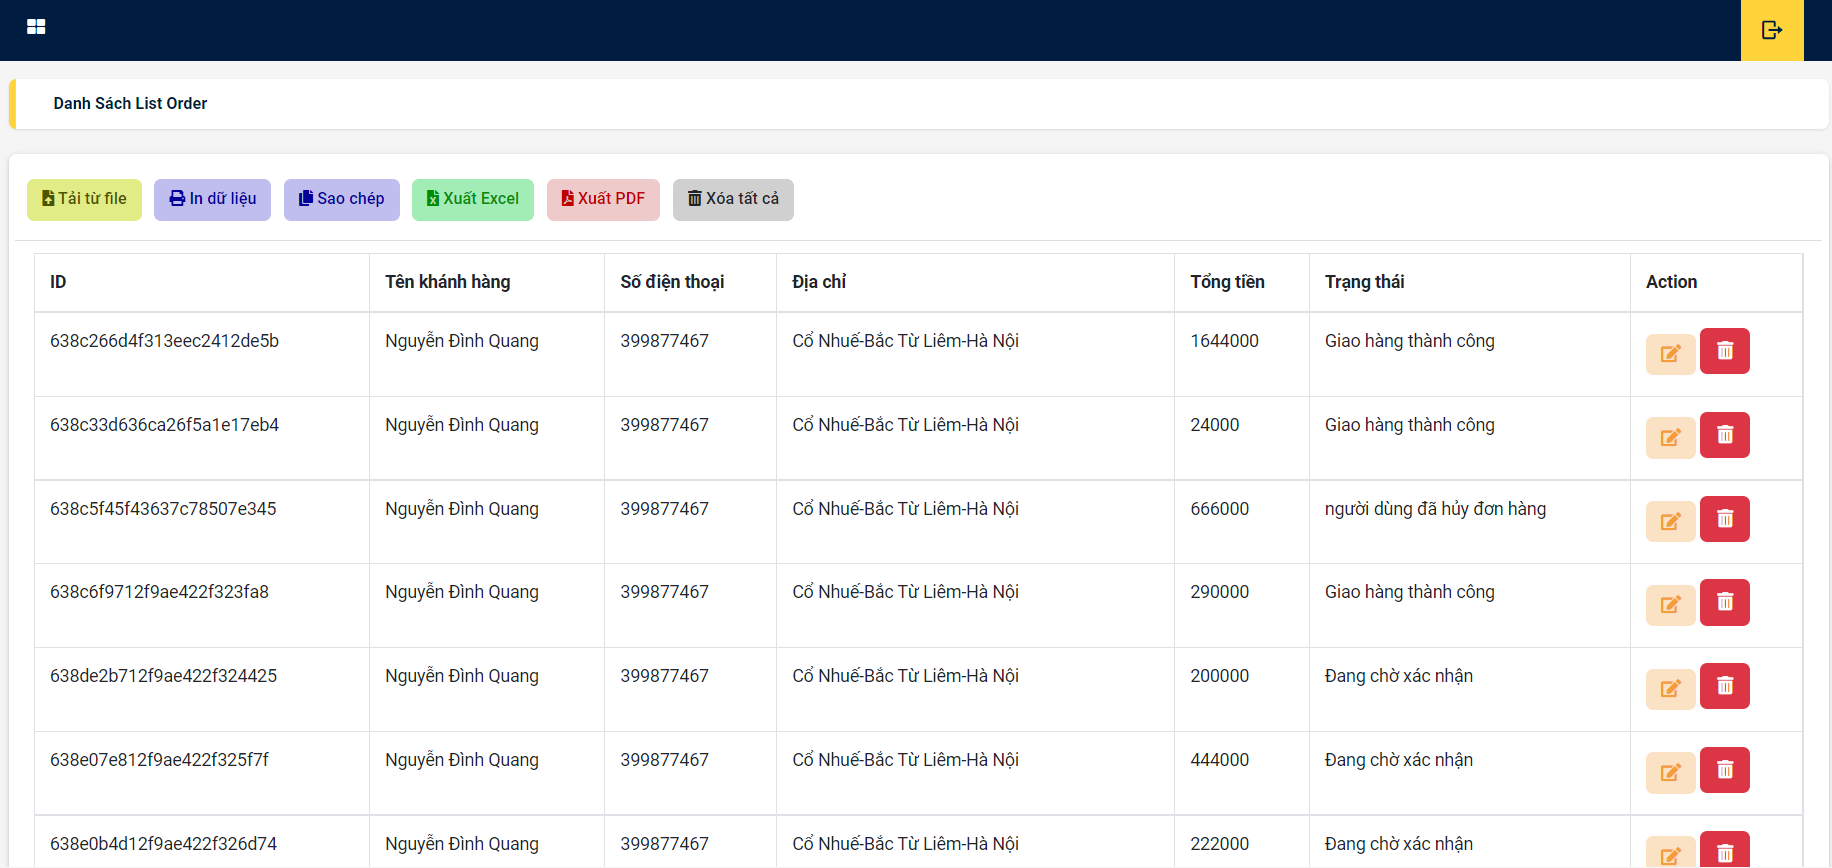 Danh Sách List Order
Tải từ file In dữ liệu Sao chép Xuất Excel Xuất PDF Xóa tất cả
ID Tên khánh hàng Số điện thoại Địa chỉ Tổng tiền Trạng thái Action
638c266d4f313eec2412de5b Nguyễn Đình Quang 399877467 Cổ Nhuế-Bắc Từ Liêm-Hà Nội 1644000 Giao hàng thành công
638c33d636ca26f5a1e17eb4 Nguyễn Đình Quang 399877467 Cổ Nhuế-Bắc Từ Liêm-Hà Nội 24000 Giao hàng thành công
638c5f45f43637c78507e345 Nguyễn Đình Quang 399877467 Cổ Nhuế-Bắc Từ Liêm-Hà Nội 666000 người dùng đã hủy đơn hàng
638c6f9712f9ae422f323fa8 Nguyễn Đình Quang 399877467 Cổ Nhuế-Bắc Từ Liêm-Hà Nội 290000 Giao hàng thành công
638de2b712f9ae422f324425 Nguyễn Đình Quang 399877467 Cổ Nhuế-Bắc Từ Liêm-Hà Nội 200000 Đang chờ xác nhận
638e07e812f9ae422f325f7f Nguyễn Đình Quang 399877467 Cổ Nhuế-Bắc Từ Liêm-Hà Nội 444000 Đang chờ xác nhận
638e0b4d12f9ae422f326d74 Nguyễn Đình Quang 399877467 Cổ Nhuế-Bắc Từ Liêm-Hà Nội 222000 Đang chờ xác nhận